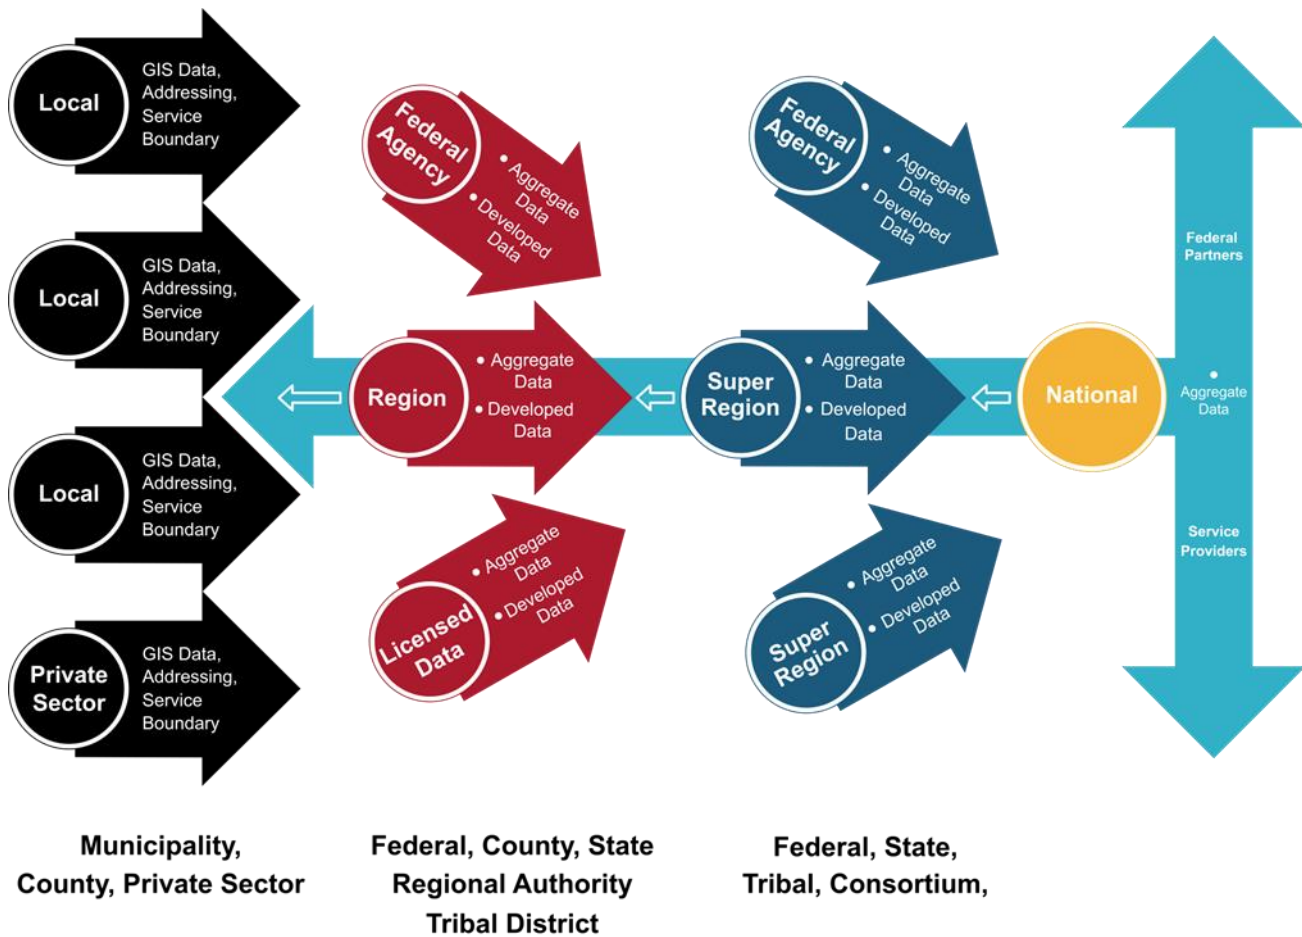 Local
GIS Data,
Addressing,
Service
Boundary
Local
GIS Data,
Addressing,
Service
Boundary
Local
GIS Data,
Addressing,
Service
Boundary
Private
Sector
GIS Data,
Addressing,
Service
Boundary
Federal
Agency
• Aggregate
Data
• Developed
Data
Region
• Aggregate
Data
• Developed
Data
Licensed
Data
• Aggregate
Data
• Developed
Data
Federal
Agency
• Aggregate
Data
• Developed
Data
Super
Region
• Aggregate
Data
• Developed
Data
Super
Region
• Aggregate
Data
• Developed
Data
National
Federal
Partners
•
Aggregate
Data
Service
Providers
Municipality,
County, Private Sector
Federal, County, State
Regional Authority
Tribal District
Federal, State,
Tribal, Consortium,